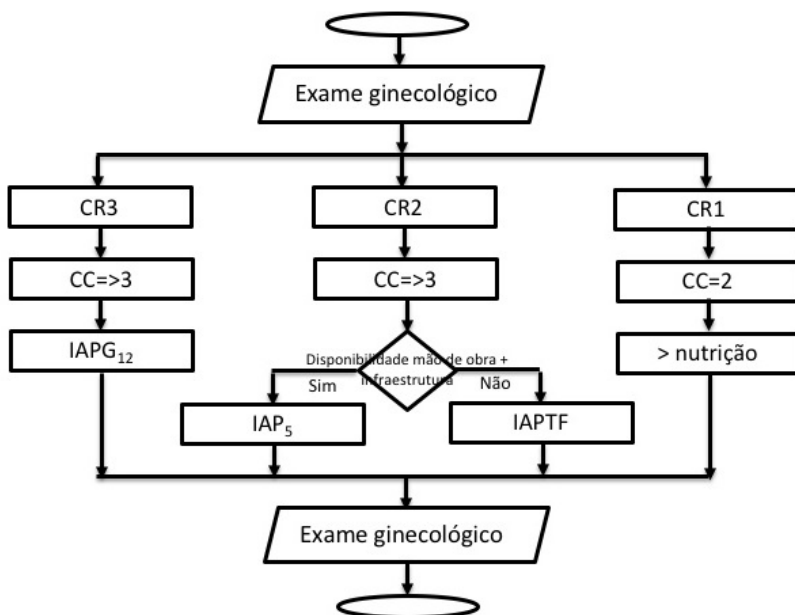 Exame ginecológico
CR3
CR2
CR1
CC=>3
CC=>3
CC=2
IAPG₁₂
Disponibilidade mão de obra +
infraestrutura
> nutrição
Sim
Não
IAP₅
IAPTF
Exame ginecológico